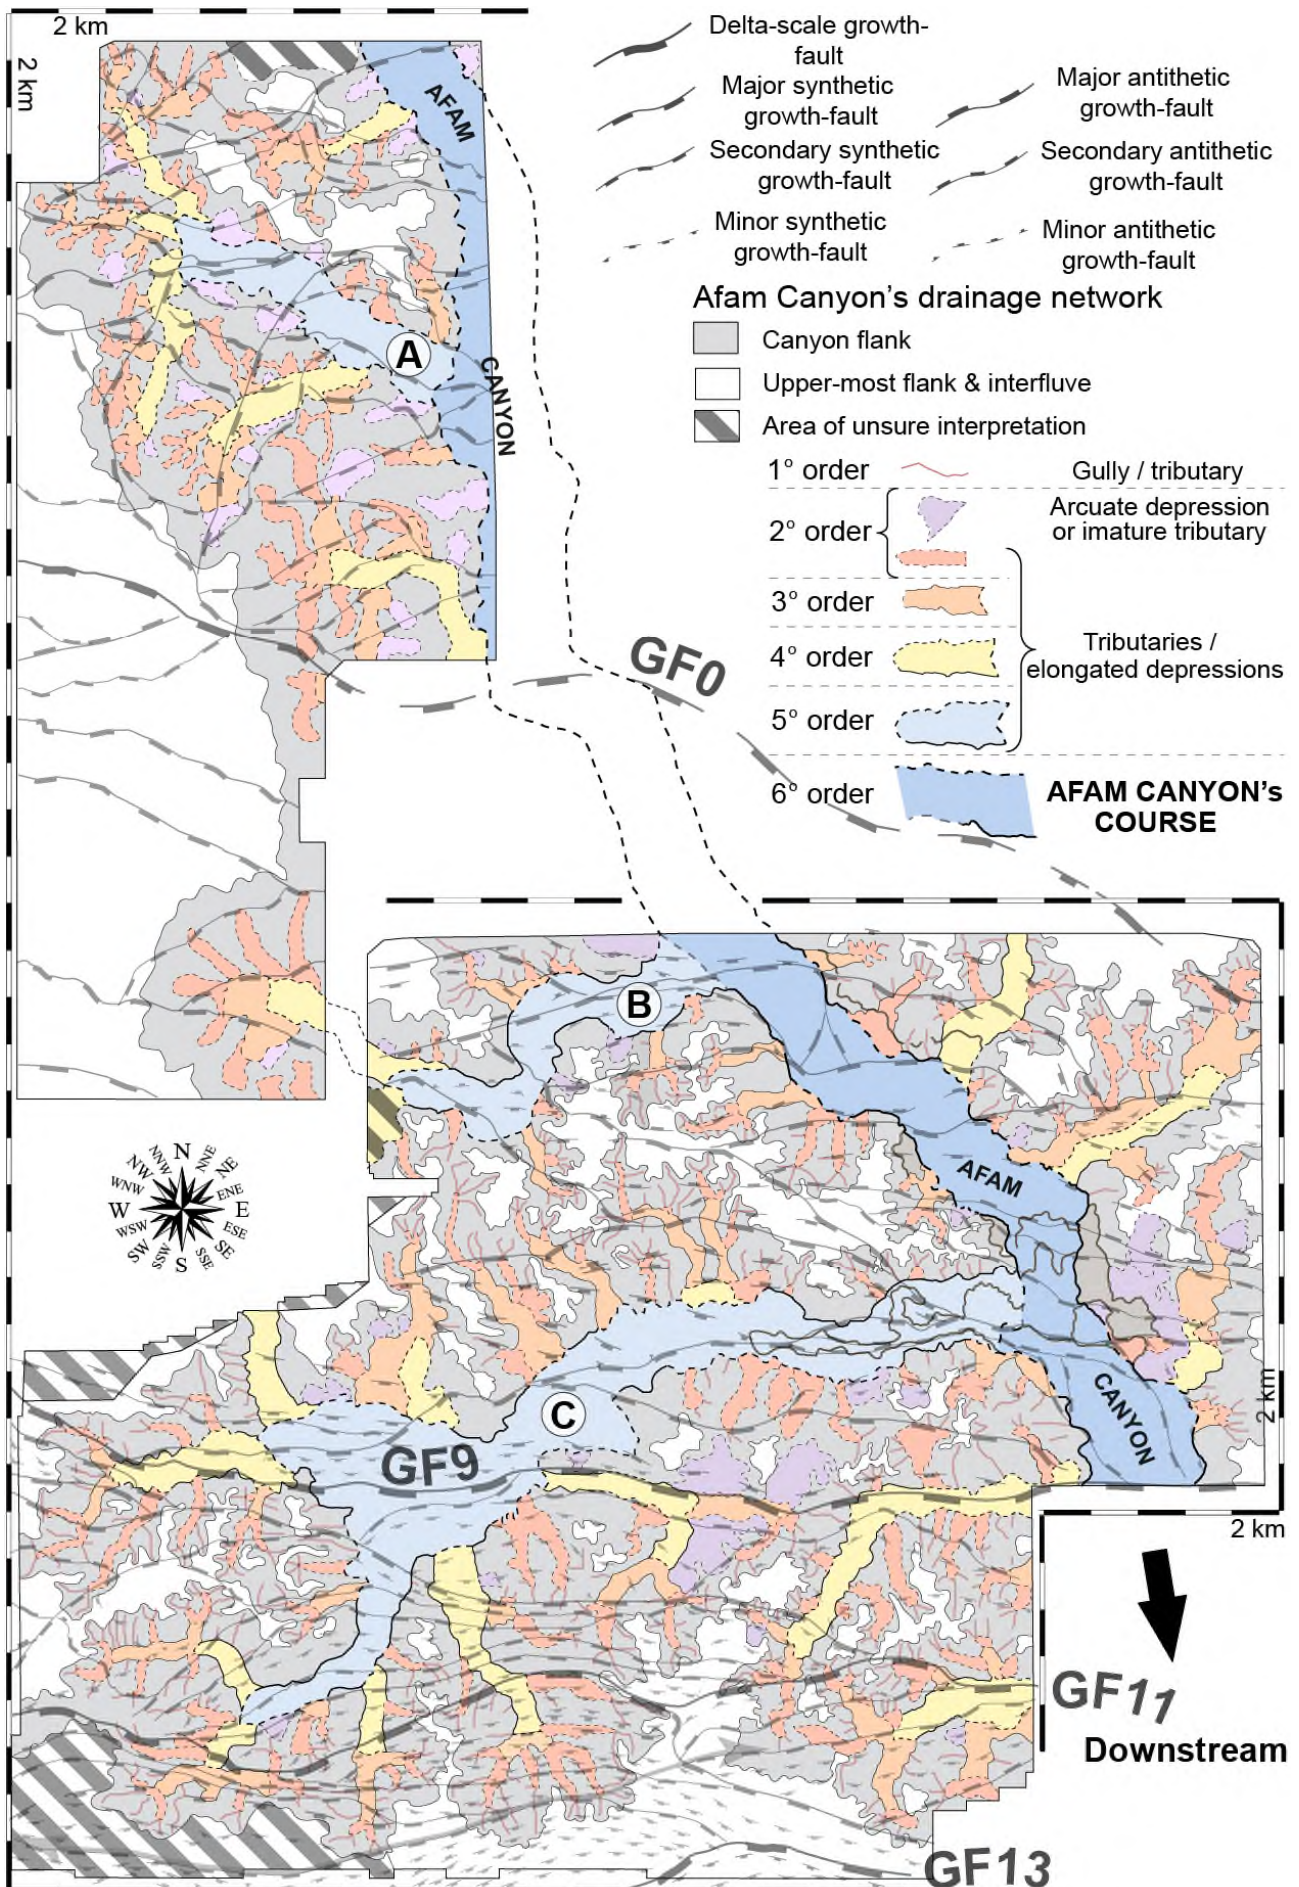 2 km
2 km
Delta-scale growth-
fault
Major synthetic
growth-fault
Major antithetic
growth-fault
Secondary synthetic
growth-fault
Secondary antithetic
growth-fault
Minor synthetic
growth-fault
Minor antithetic
growth-fault
Afam Canyon's drainage network
Canyon flank
Upper-most flank & interfluve
Area of unsure interpretation
1° order
Gully / tributary
2° order
Arcuate depression
or imature tributary
3° order
4° order
Tributaries /
elongated depressions
5° order
6° order
AFAM CANYON's
COURSE
AFAM
CANYON
A
GF0
B
AFAM
CANYON
C
GF9
N
NNE
NE
ENE
E
ESE
SE
SSE
S
SSW
SW
WSW
W
WNW
NW
NNW
2 km
2 km
GF11
Downstream
GF13